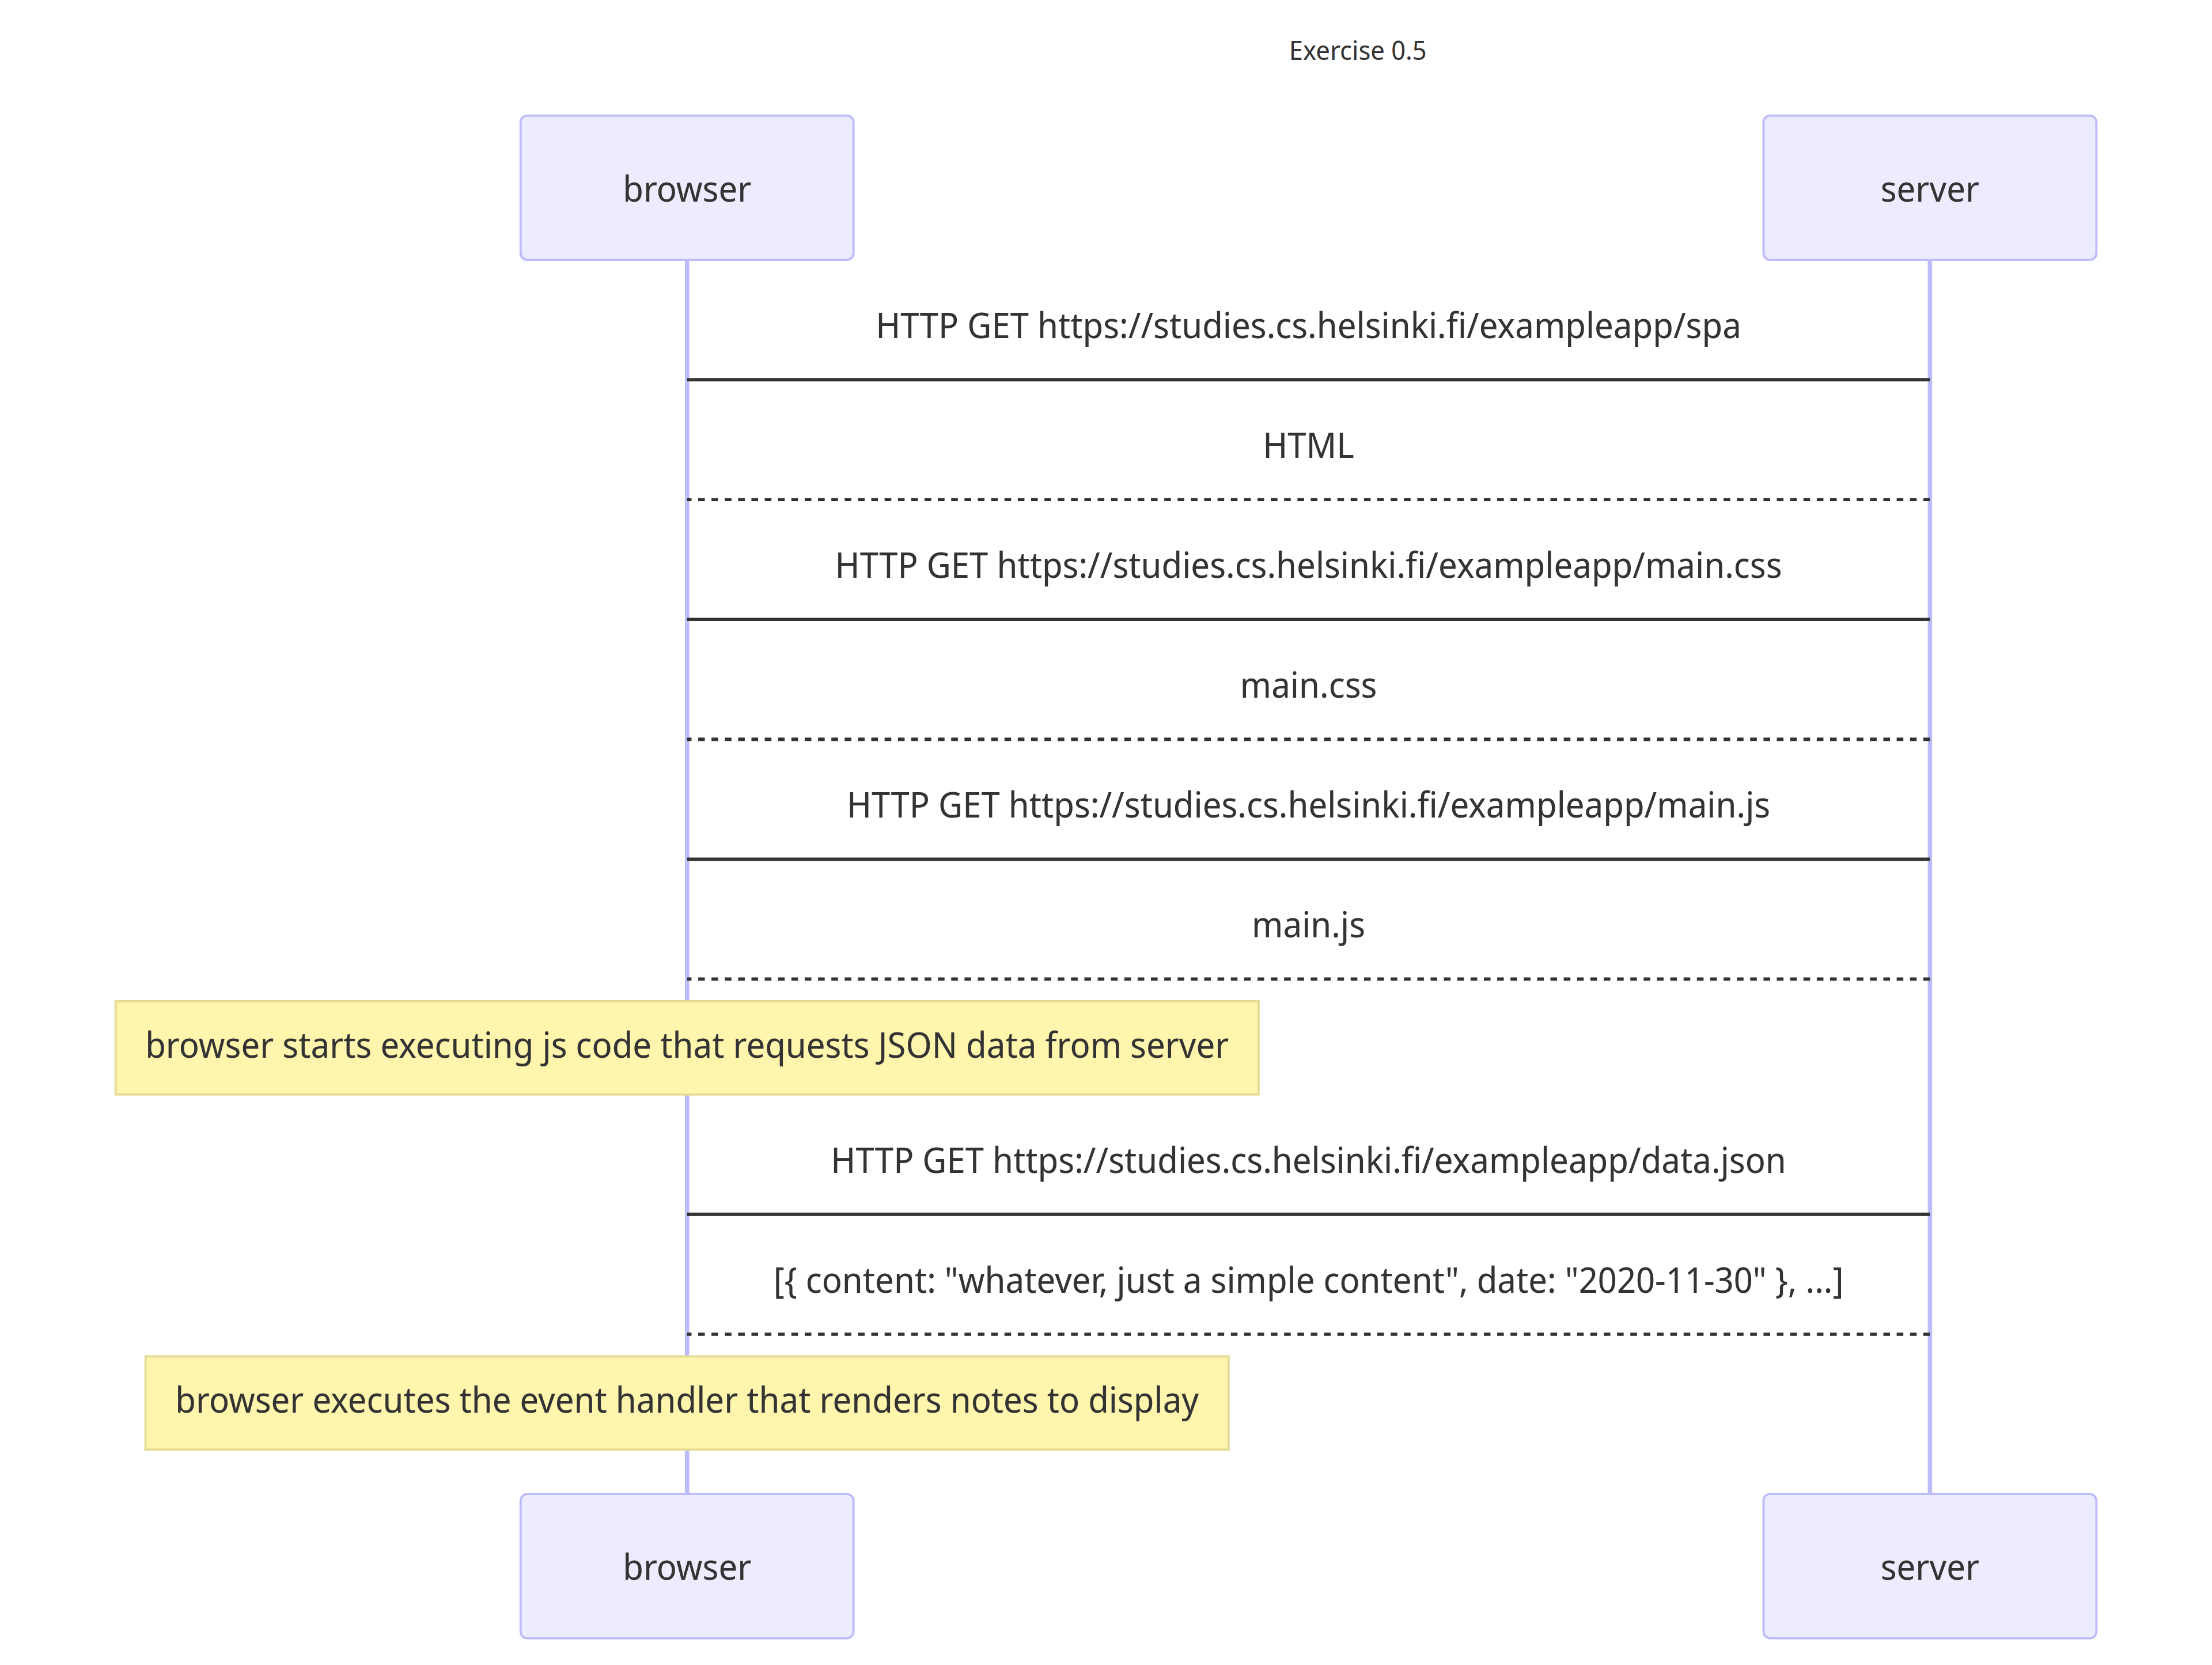 Exercise 0.5
browser
server
HTTP GET https://studies.cs.helsinki.fi/exampleapp/spa
HTML
HTTP GET https://studies.cs.helsinki.fi/exampleapp/main.css
main.css
HTTP GET https://studies.cs.helsinki.fi/exampleapp/main.js
main.js
browser starts executing js code that requests JSON data from server
HTTP GET https://studies.cs.helsinki.fi/exampleapp/data.json
[{ content: "whatever, just a simple content", date: "2020-11-30" }, ...]
browser executes the event handler that renders notes to display
browser
server